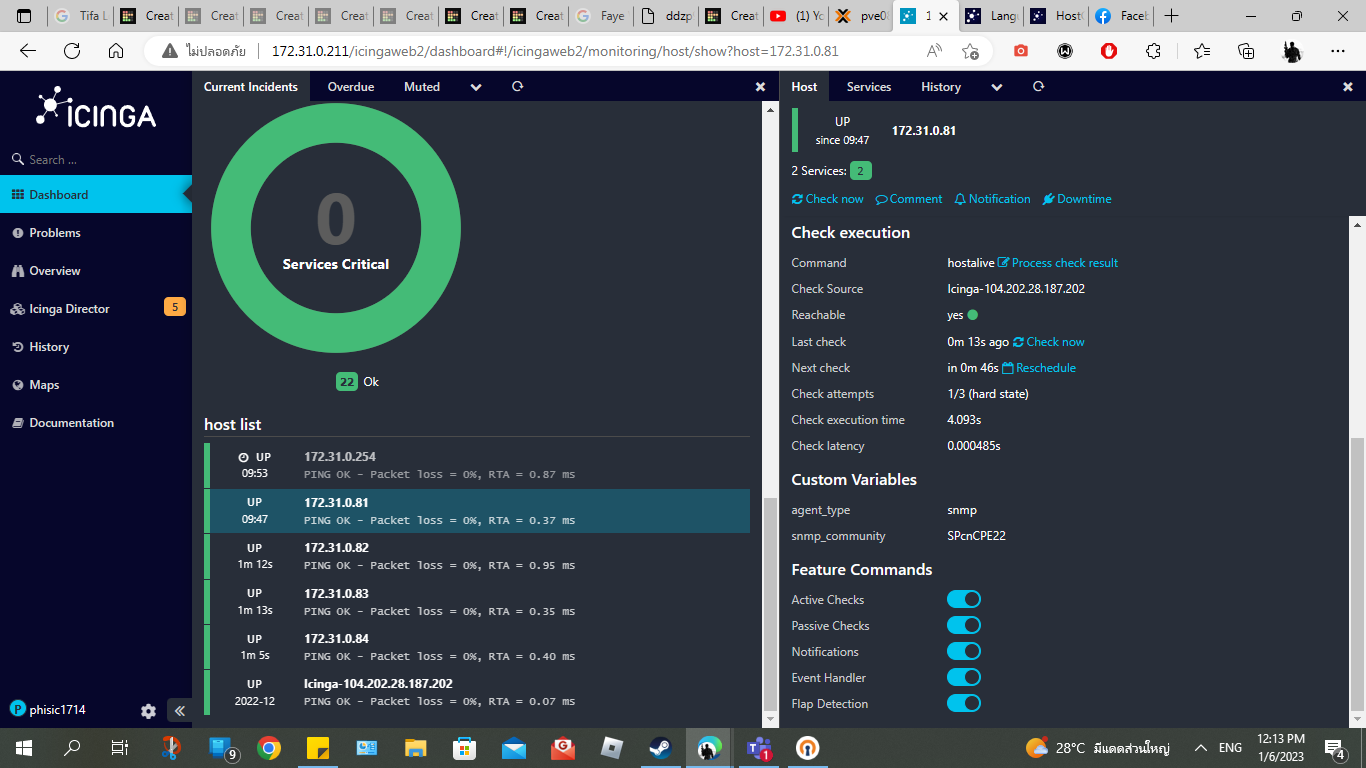 Tifa L
Creat
Creat
Creat
Creat
Creat
Creat
Creat
Faye
ddzp
Creat
(1) Yo
pve0
1
Langu
Host
Faceb
ไม่ปลอดภัย
172.31.0.211/icingaweb2/dashboard#!/icingaweb2/monitoring/host/show?host=172.31.0.81
ICINGA
Search ...
Dashboard
Problems
Overview
Icinga Director 5
History
Maps
Documentation
P phisic1714
Current Incidents Overdue Muted
0
Services Critical
22 Ok
host list
UP 172.31.0.254
09:53 PING OK - Packet loss = 0%, RTA = 0.87 ms
UP 172.31.0.81
09:47 PING OK - Packet loss = 0%, RTA = 0.37 ms
UP 172.31.0.82
1m 12s PING OK - Packet loss = 0%, RTA = 0.95 ms
UP 172.31.0.83
1m 13s PING OK - Packet loss = 0%, RTA = 0.35 ms
UP 172.31.0.84
1m 5s PING OK - Packet loss = 0%, RTA = 0.40 ms
UP Icinga-104.202.28.187.202
2022-12 PING OK - Packet loss = 0%, RTA = 0.07 ms
Host Services History
UP
since 09:47 172.31.0.81
2 Services: 2
Check now Comment Notification Downtime
Check execution
Command hostalive Process check result
Check Source Icinga-104.202.28.187.202
Reachable yes
Last check 0m 13s ago Check now
Next check in 0m 46s Reschedule
Check attempts 1/3 (hard state)
Check execution time 4.093s
Check latency 0.000485s
Custom Variables
agent_type snmp
snmp_community SPcnCPE22
Feature Commands
Active Checks
Passive Checks
Notifications
Event Handler
Flap Detection
9
1
28°C มีแดดส่วนใหญ่
ENG
12:13 PM
1/6/2023
4